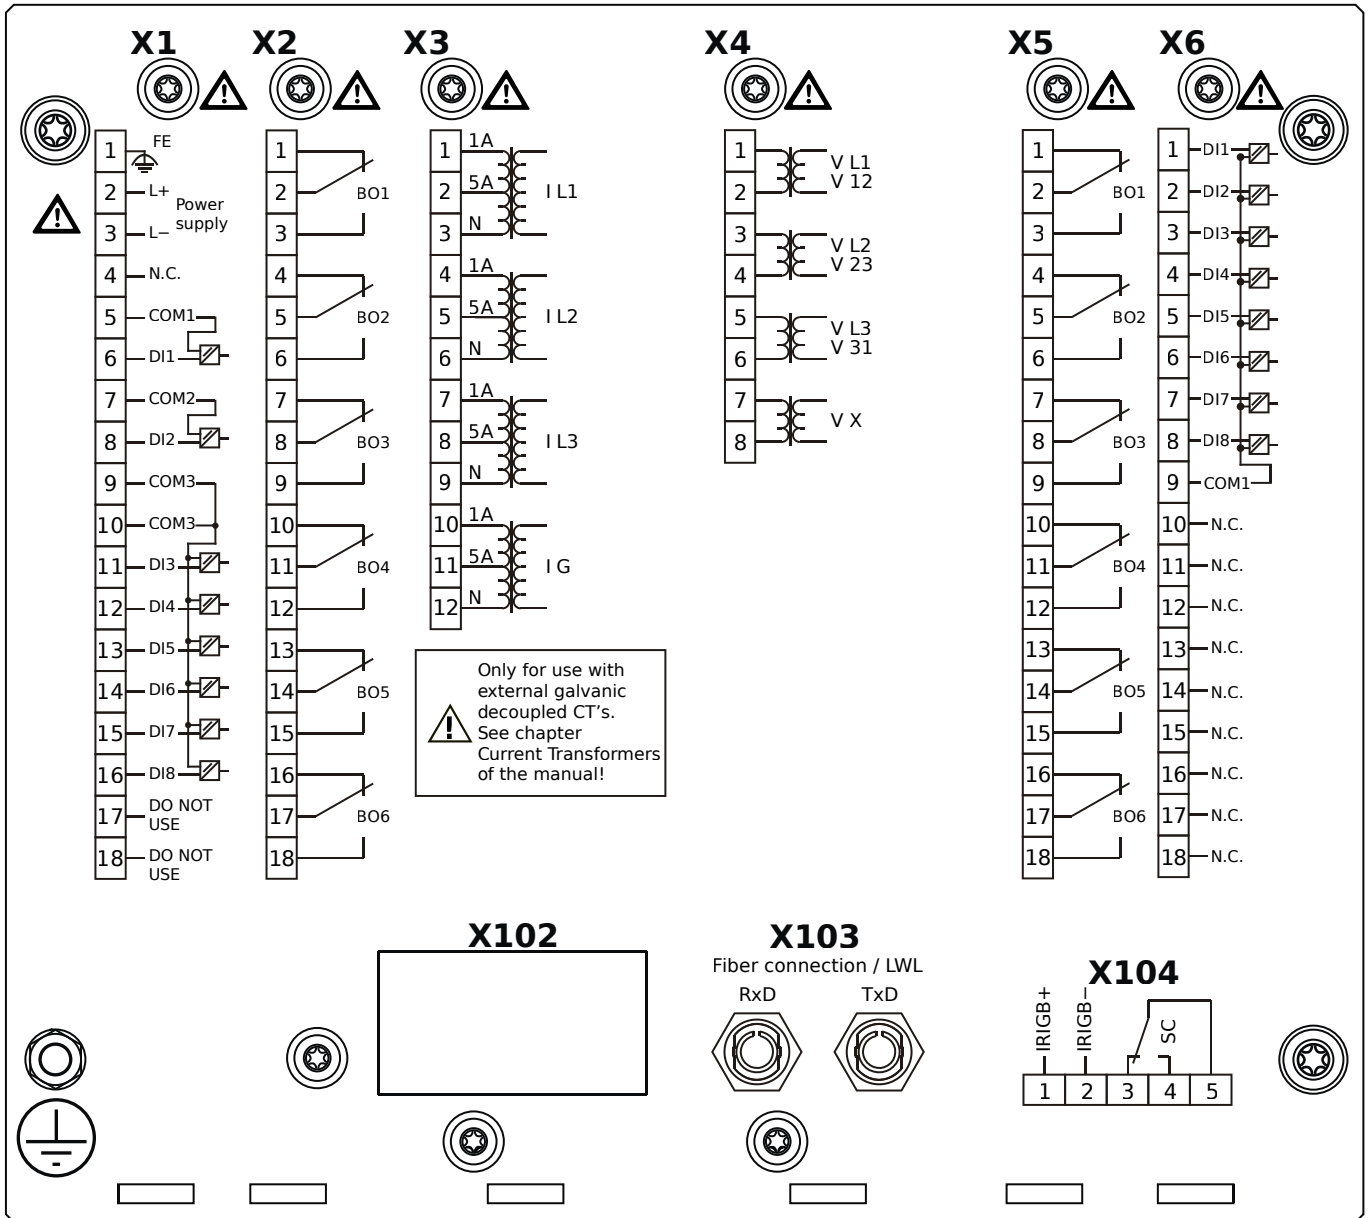 X1 X2 X3 X4 X5 X6
1 FE
2 L+
Power
supply
3 L−
4 N.C.
5 COM1
6 DI1
7 COM2
8 DI2
9 COM3
10 COM3
11 DI3
12 DI4
13 DI5
14 DI6
15 DI7
16 DI8
17 DO NOT
USE
18 DO NOT
USE
1
2 BO1
3
4
5 BO2
6
7
8 BO3
9
10
11 BO4
12
13
14 BO5
15
16
17 BO6
18
1 1A
2 5A I L1
3 N
4 1A
5 5A I L2
6 N
7 1A
8 5A I L3
9 N
10 1A
11 5A I G
12 N
Only for use with
external galvanic
decoupled CT's.
See chapter
Current Transformers
of the manual!
1 V L1
2 V 12
3 V L2
4 V 23
5 V L3
6 V 31
7 V X
8
1
2 BO1
3
4
5 BO2
6
7
8 BO3
9
10
11 BO4
12
13
14 BO5
15
16
17 BO6
18
1 DI1
2 DI2
3 DI3
4 DI4
5 DI5
6 DI6
7 DI7
8 DI8
9 COM1
10 N.C.
11 N.C.
12 N.C.
13 N.C.
14 N.C.
15 N.C.
16 N.C.
17 N.C.
18 N.C.
X102
X103
Fiber connection / LWL
RxD TxD
X104
IRIGB+ IRIGB− SC
1 2 3 4 5